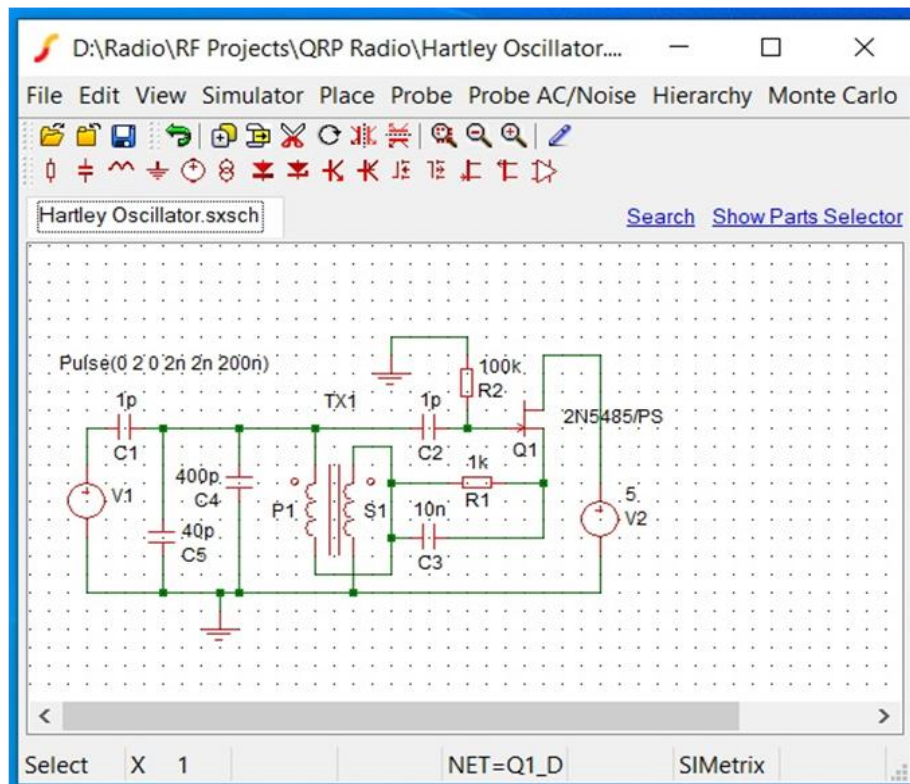 D:\Radio\RF Projects\QRP Radio\Hartley Oscillator....
File Edit View Simulator Place Probe Probe AC/Noise Hierarchy Monte Carlo
Hartley Oscillator.sxsch Search Show Parts Selector
Pulse(0 2 0 2n 2n 200n)
1p
C1
V1
400p
C4
40p
C5
TX1
P1
S1
1p
C2
100k
R2
2N5485/PS
Q1
1k
R1
10n
C3
5
V2
Select X 1 NET=Q1_D SIMetrix